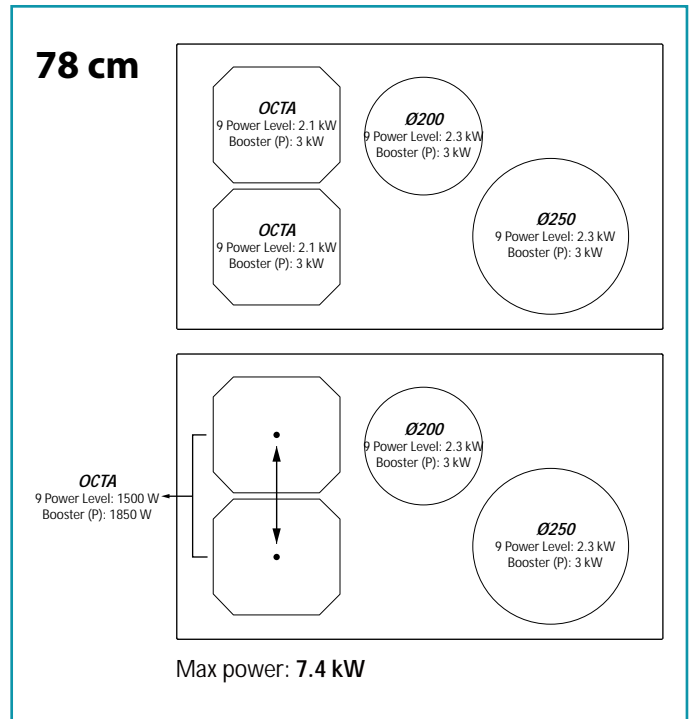 78 cm
OCTA
9 Power Level: 2.1 kW
Booster (P): 3 kW
Ø200
9 Power Level: 2.3 kW
Booster (P): 3 kW
OCTA
9 Power Level: 2.1 kW
Booster (P): 3 kW
Ø250
9 Power Level: 2.3 kW
Booster (P): 3 kW
Ø200
9 Power Level: 2.3 kW
Booster (P): 3 kW
OCTA
9 Power Level: 1500 W
Booster (P): 1850 W
Ø250
9 Power Level: 2.3 kW
Booster (P): 3 kW
Max power: 7.4 kW